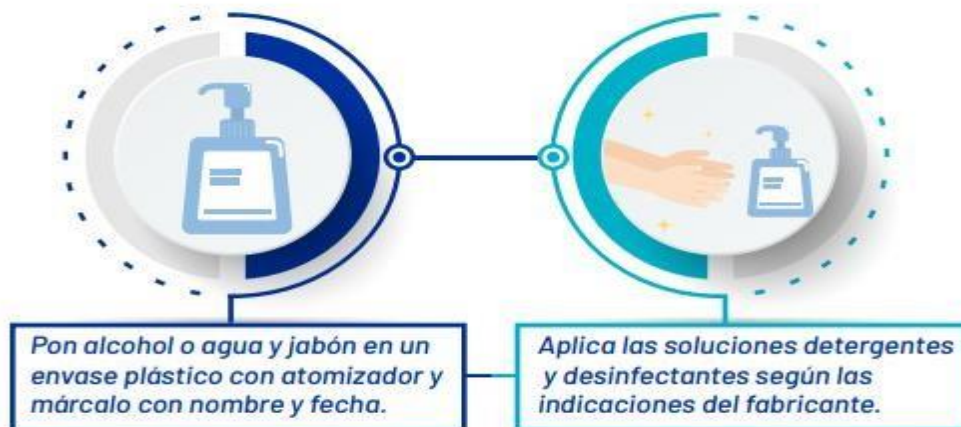 Pon alcohol o agua y jabón en un
envase plástico con atomizador y
márcalo con nombre y fecha.
Aplica las soluciones detergentes
y desinfectantes según las
indicaciones del fabricante.